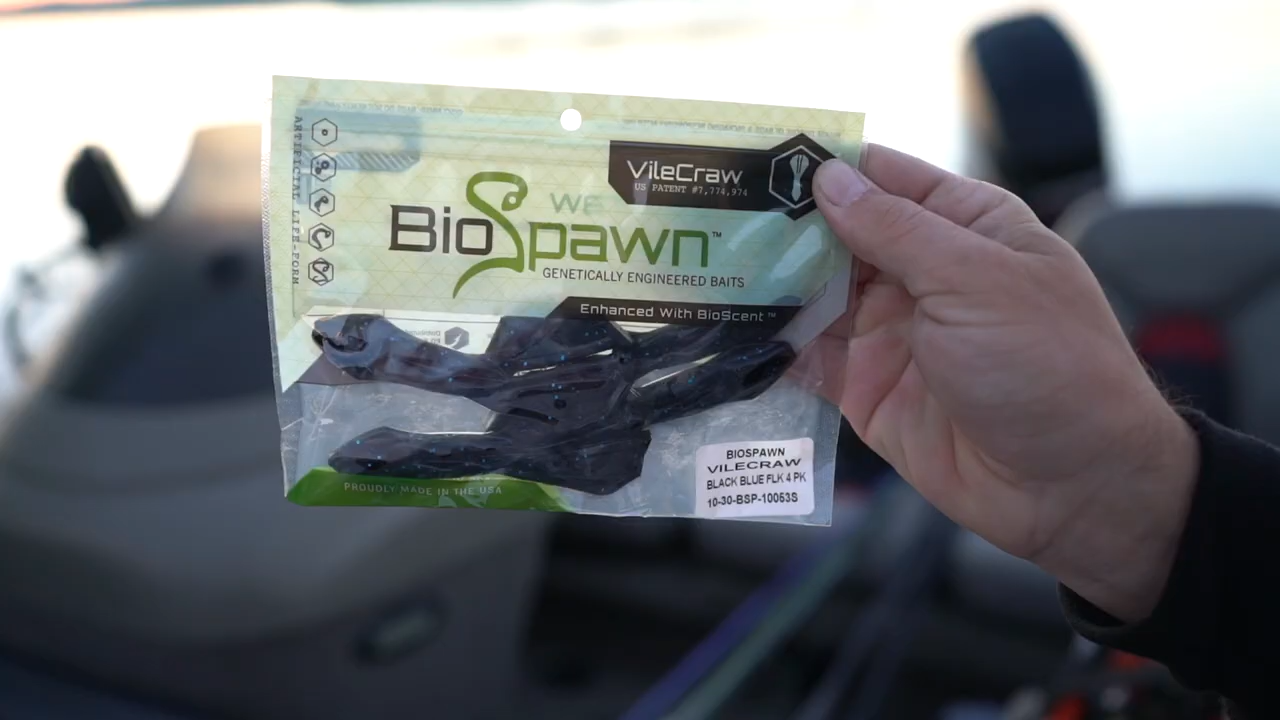 ARTIFICIAL LIFE-FORM
VileCraw
US PATENT #7,774,974
WE
BioSpawn™
GENETICALLY ENGINEERED BAITS
Enhanced With BioScent™
PROUDLY MADE IN THE USA
BIOSPAWN
VILECRAW
BLACK BLUE FLK 4 PK
10-30-BSP-10053S